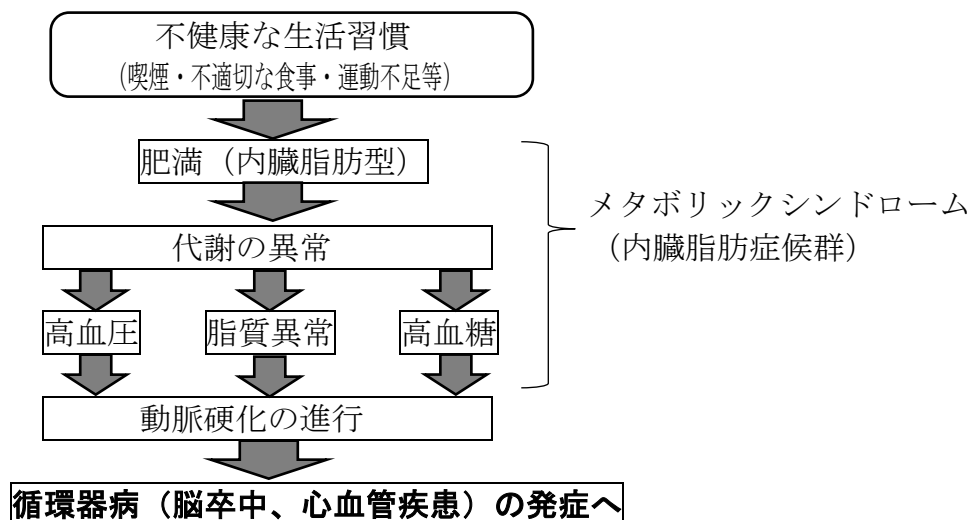 不健康な生活習慣
(喫煙・不適切な食事・運動不足等)
肥満（内臓脂肪型）
メタボリックシンドローム
（内臓脂肪症候群）
代謝の異常
高血圧
脂質異常
高血糖
動脈硬化の進行
循環器病（脳卒中、心血管疾患）の発症へ